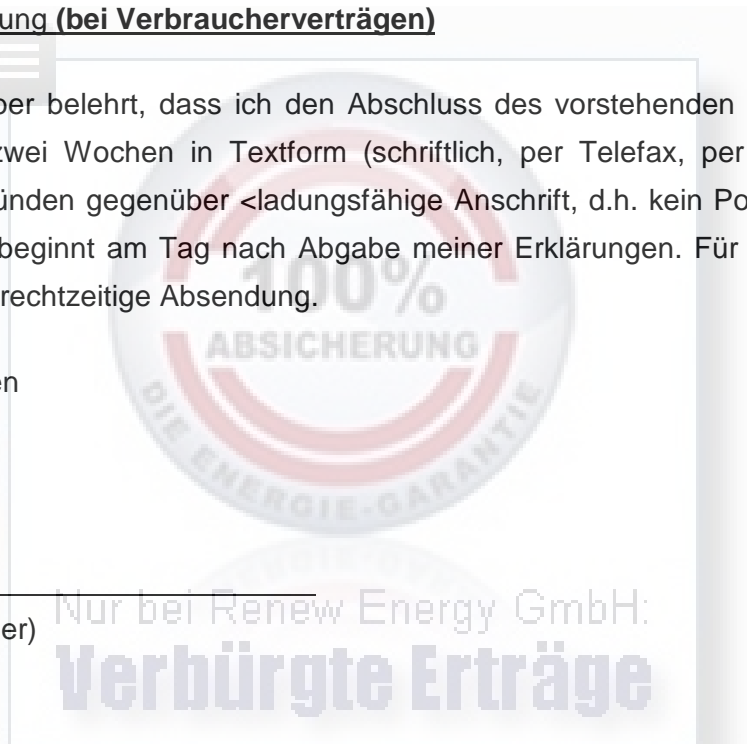 ung (bei Verbraucherverträgen)
ber belehrt, dass ich den Abschluss des vorstehenden
zwei Wochen in Textform (schriftlich, per Telefax, per
ünden gegenüber <ladungsfähige Anschrift, d.h. kein Po
beginnt am Tag nach Abgabe meiner Erklärungen. Für
rechtzeitige Absendung.
100%
ABSICHERUNG
en
DIE ENERGIE-GARANTIE
Nur bei Renew Energy GmbH:
er)
Verbürgte Erträge